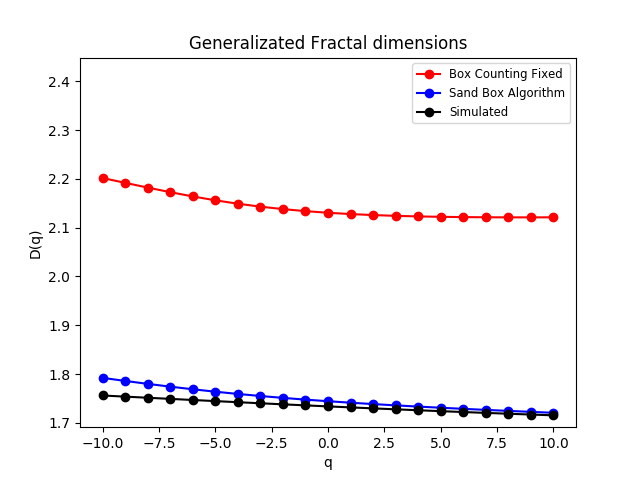 Generalizated Fractal dimensions
Box Counting Fixed
Sand Box Algorithm
Simulated
D(q)
2.4
2.3
2.2
2.1
2.0
1.9
1.8
1.7
−10.0 −7.5 −5.0 −2.5 0.0 2.5 5.0 7.5 10.0
q